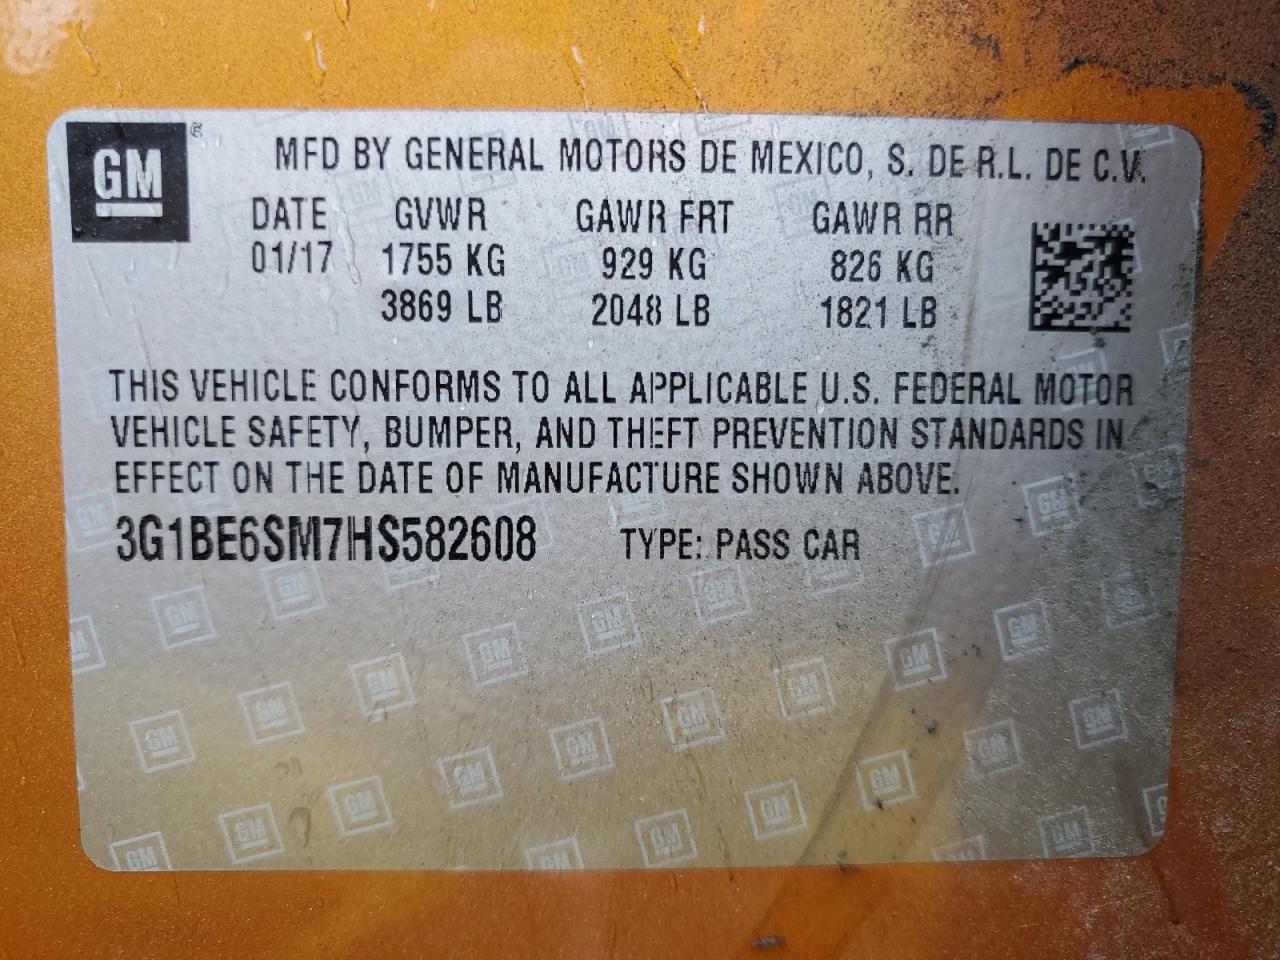 GM
MFD BY GENERAL MOTORS DE MEXICO, S. DE R.L. DE C.V.
DATE GVWR GAWR FRT GAWR RR
01/17 1755 KG 929 KG 826 KG
3869 LB 2048 LB 1821 LB
THIS VEHICLE CONFORMS TO ALL APPLICABLE U.S. FEDERAL MOTOR
VEHICLE SAFETY, BUMPER, AND THEFT PREVENTION STANDARDS IN
EFFECT ON THE DATE OF MANUFACTURE SHOWN ABOVE.
3G1BE6SM7HS582608 TYPE: PASS CAR